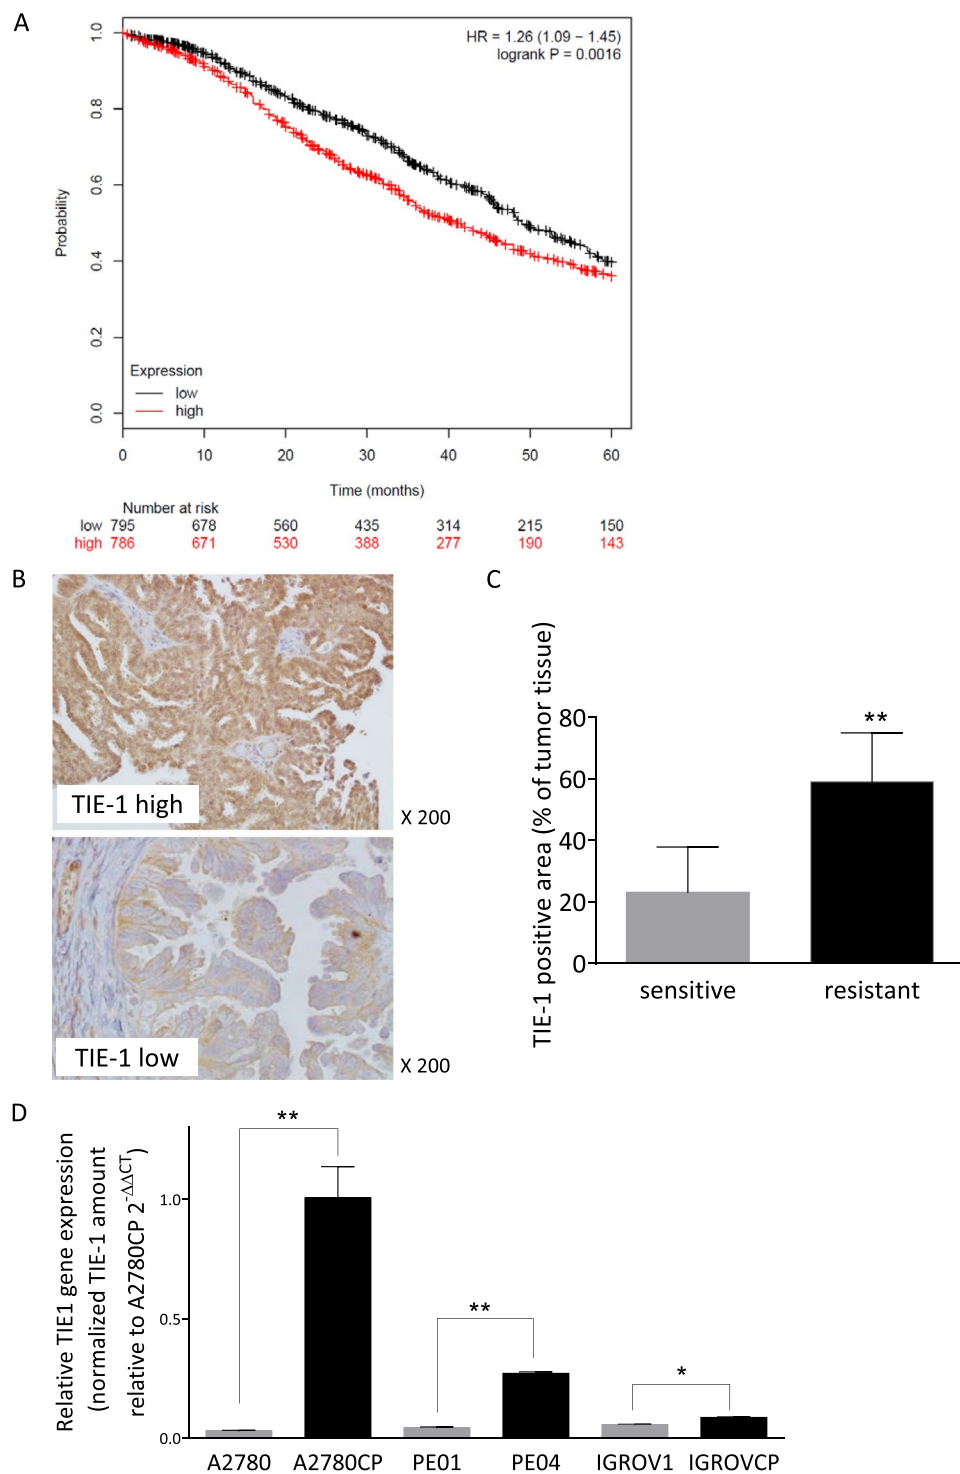 A
HR = 1.26 (1.09 − 1.45)
logrank P = 0.0016
Probability
1.0
0.8
0.6
0.4
0.2
0.0
Expression
low
high
0 10 20 30 40 50 60
Time (months)
Number at risk
low 795 678 560 435 314 215 150
high 786 671 530 388 277 190 143
B
TIE-1 high
X 200
TIE-1 low
X 200
C
TIE-1 positive area (% of tumor tissue)
80
60
40
20
0
**
sensitive resistant
D
Relative TIE1 gene expression
(normalized TIE-1 amount
relative to A2780CP 2^-ΔΔCT)
1.0
0.5
0.0
**
**
*
A2780 A2780CP PE01 PE04 IGROV1 IGROVCP